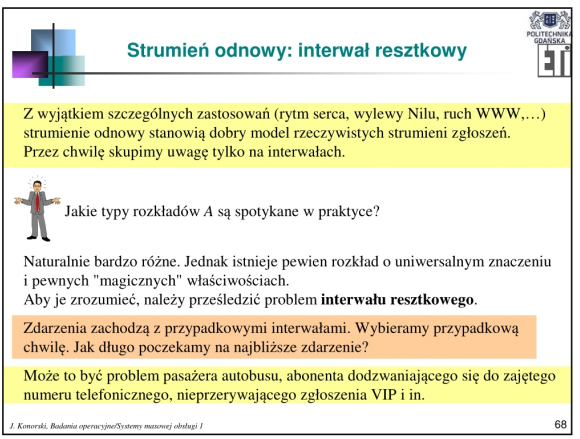 POLITECHNIKA
GDAŃSKA
ETI
Strumień odnowy: interwał resztkowy
Z wyjątkiem szczególnych zastosowań (rytm serca, wylewy Nilu, ruch WWW,…)
strumienie odnowy stanowią dobry model rzeczywistych strumieni zgłoszeń.
Przez chwilę skupimy uwagę tylko na interwałach.
Jakie typy rozkładów A są spotykane w praktyce?
Naturalnie bardzo różne. Jednak istnieje pewien rozkład o uniwersalnym znaczeniu
i pewnych "magicznych" właściwościach.
Aby je zrozumieć, należy prześledzić problem interwału resztkowego.
Zdarzenia zachodzą z przypadkowymi interwałami. Wybieramy przypadkową
chwilę. Jak długo poczekamy na najbliższe zdarzenie?
Może to być problem pasażera autobusu, abonenta dodzwaniającego się do zajętego
numeru telefonicznego, nieprzerywającego zgłoszenia VIP i in.
J. Konorski, Badania operacyjne/Systemy masowej obsługi 1
68